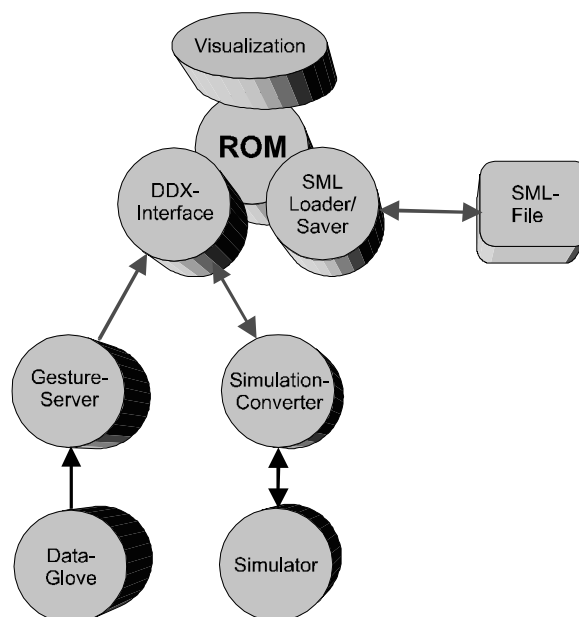 Visualization
ROM
DDX-
Interface
SML
Loader/
Saver
SML-
File
Gesture-
Server
Simulation-
Converter
Data-
Glove
Simulator